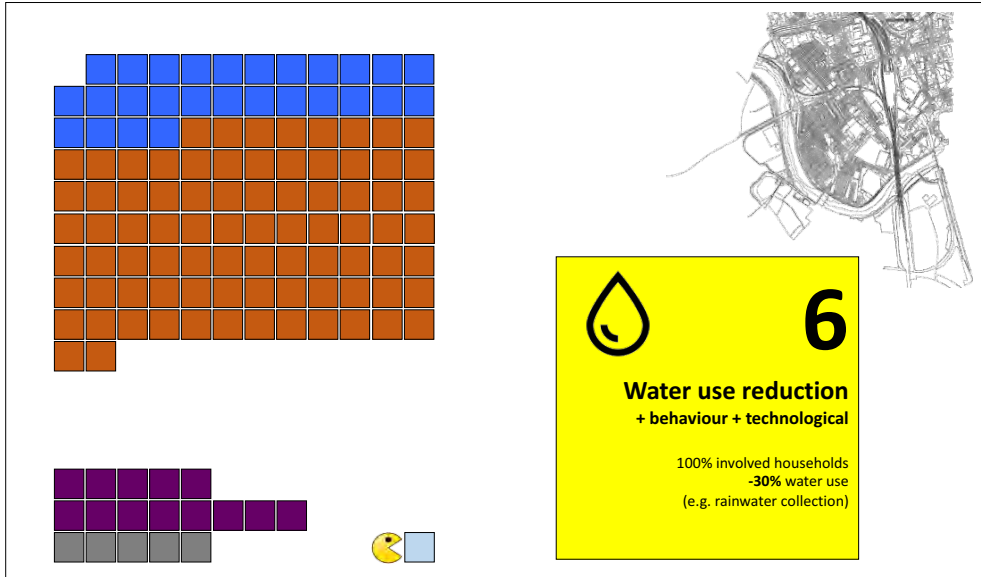 6
Water use reduction
+ behaviour + technological
100% involved households
-30% water use
(e.g. rainwater collection)